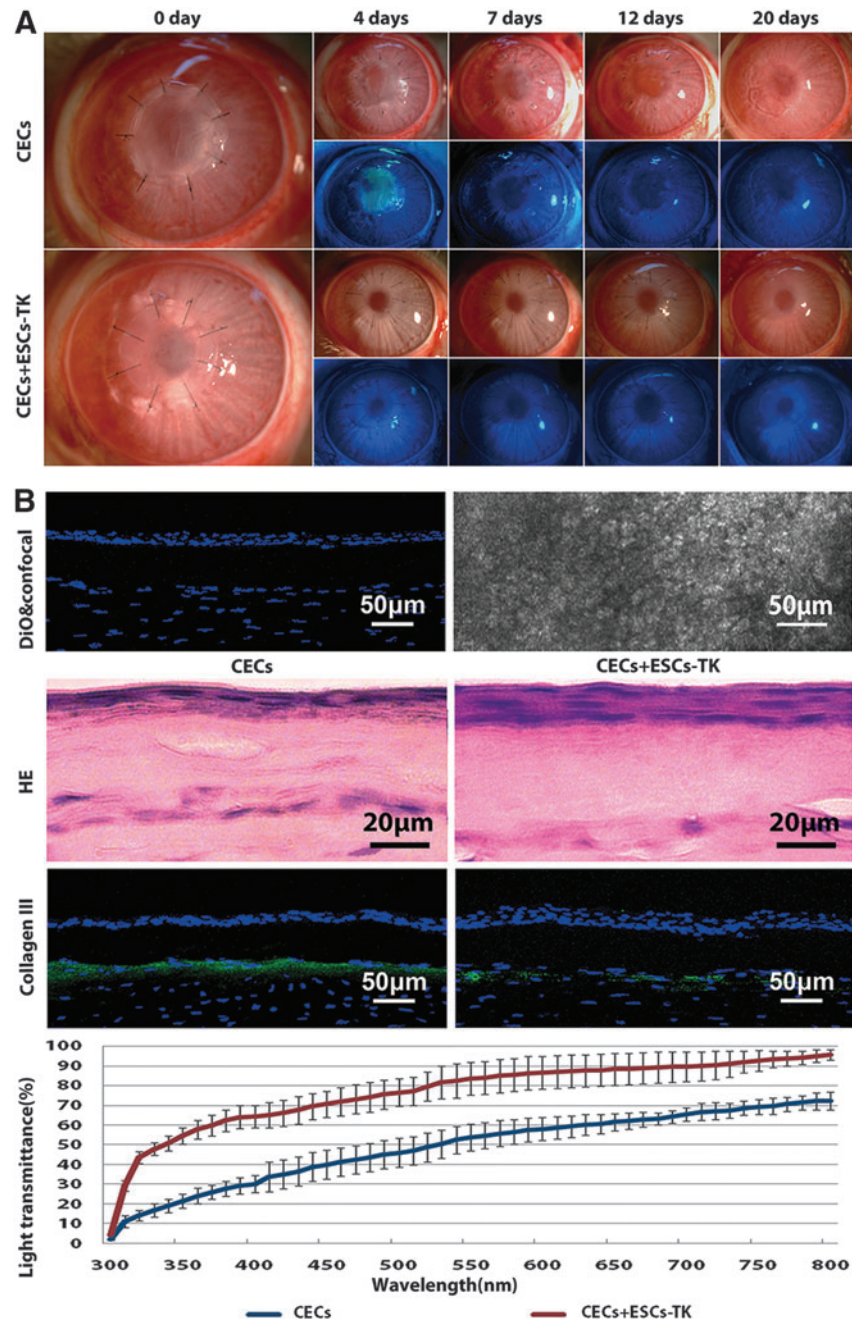 A
0 day
4 days
7 days
12 days
20 days
CECs
CECs+ESCs-TK
B
DiO&confocal
50μm
50μm
CECs
CECs+ESCs-TK
HE
20μm
20μm
Collagen III
50μm
50μm
Light transmittance(%)
100
90
80
70
60
50
40
30
20
10
0
300 350 400 450 500 550 600 650 700 750 800
Wavelength(nm)
CECs
CECs+ESCs-TK